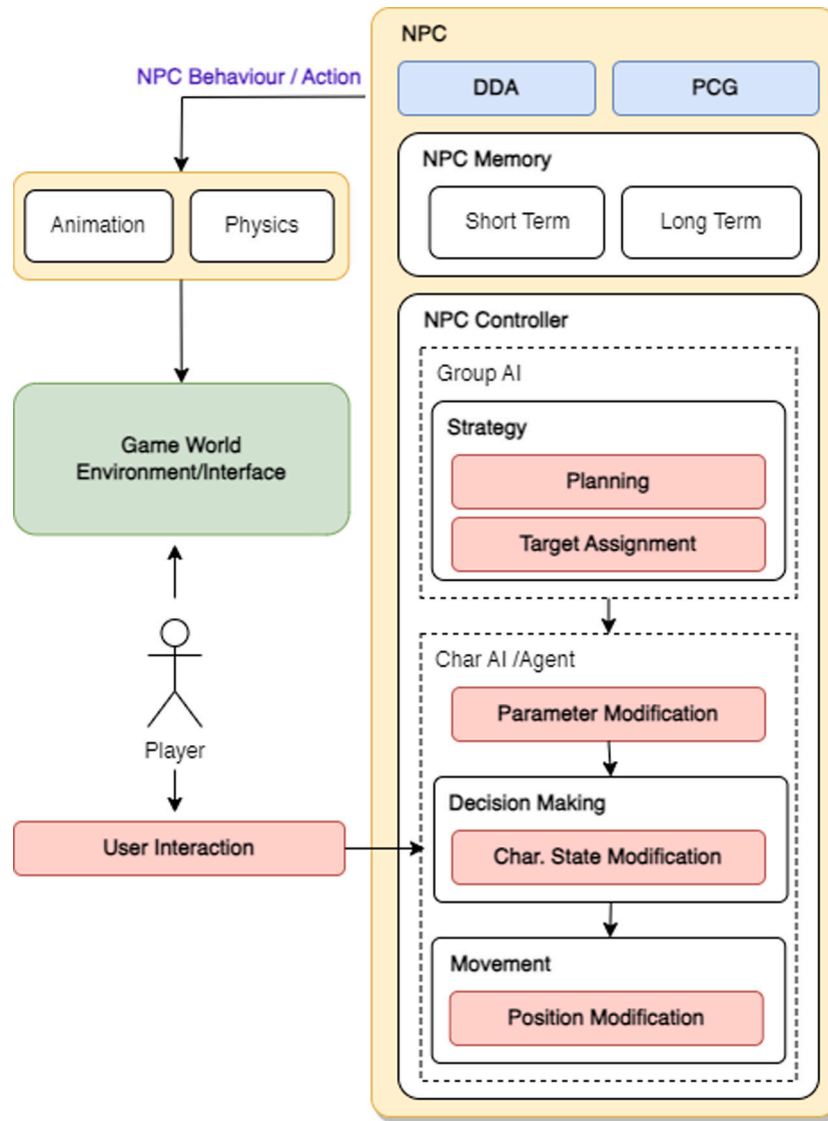 NPC Behaviour / Action
Animation
Physics
Game World
Environment/Interface
Player
User Interaction
NPC
DDA
PCG
NPC Memory
Short Term
Long Term
NPC Controller
Group AI
Strategy
Planning
Target Assignment
Char AI /Agent
Parameter Modification
Decision Making
Char. State Modification
Movement
Position Modification